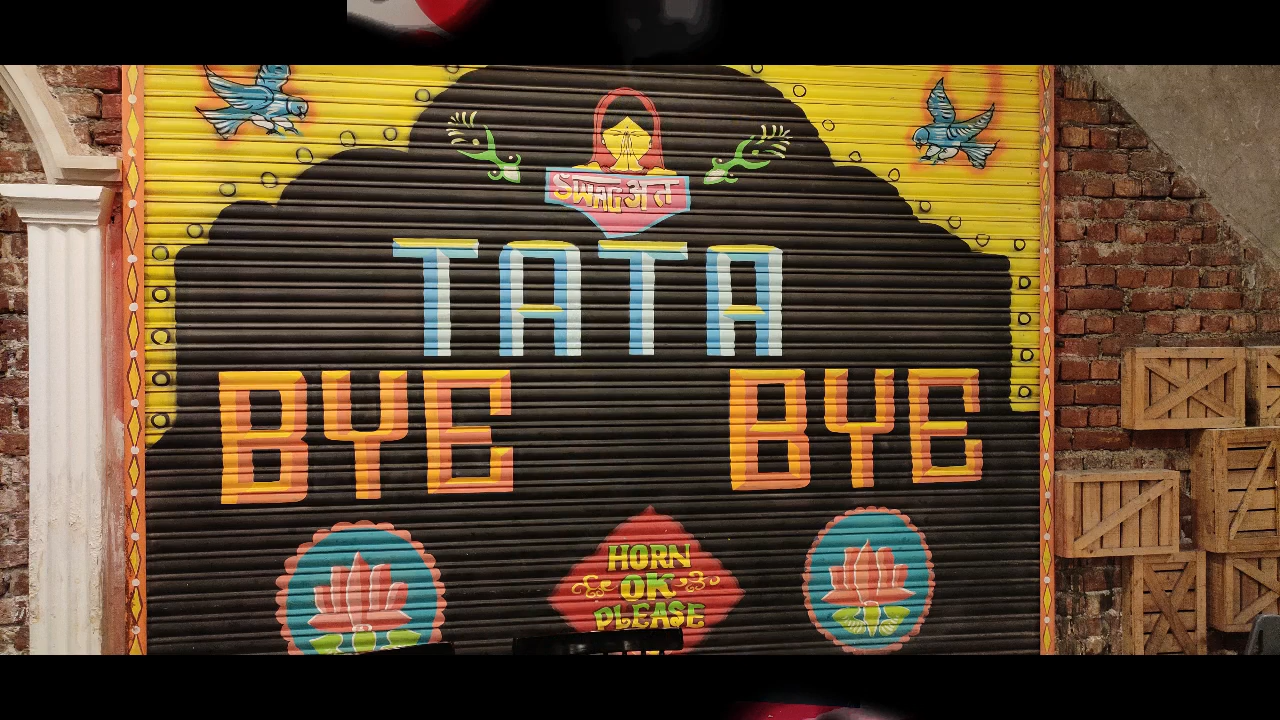 SWAGअत
TATA
BYE BYE
HORN
OK
PLEASE